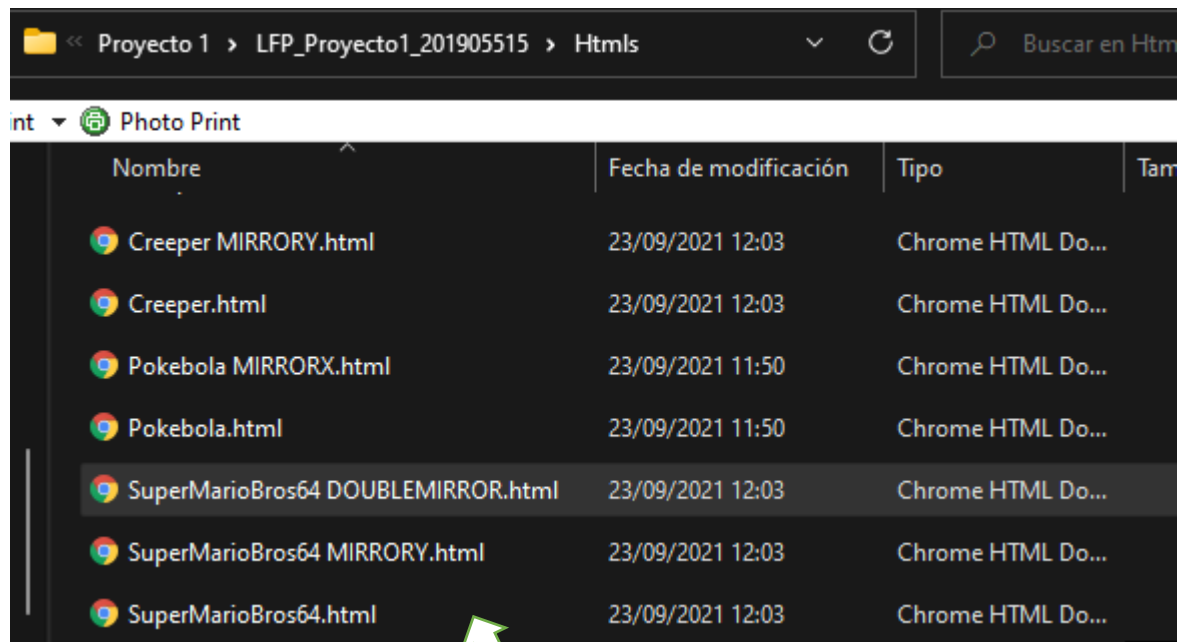 « Proyecto 1 > LFP_Proyecto1_201905515 > Htmls Buscar en Htm
int Photo Print
Nombre Fecha de modificación Tipo Tam
Creeper MIRRORY.html 23/09/2021 12:03 Chrome HTML Do...
Creeper.html 23/09/2021 12:03 Chrome HTML Do...
Pokebola MIRRORX.html 23/09/2021 11:50 Chrome HTML Do...
Pokebola.html 23/09/2021 11:50 Chrome HTML Do...
SuperMarioBros64 DOUBLEMIRROR.html 23/09/2021 12:03 Chrome HTML Do...
SuperMarioBros64 MIRRORY.html 23/09/2021 12:03 Chrome HTML Do...
SuperMarioBros64.html 23/09/2021 12:03 Chrome HTML Do...